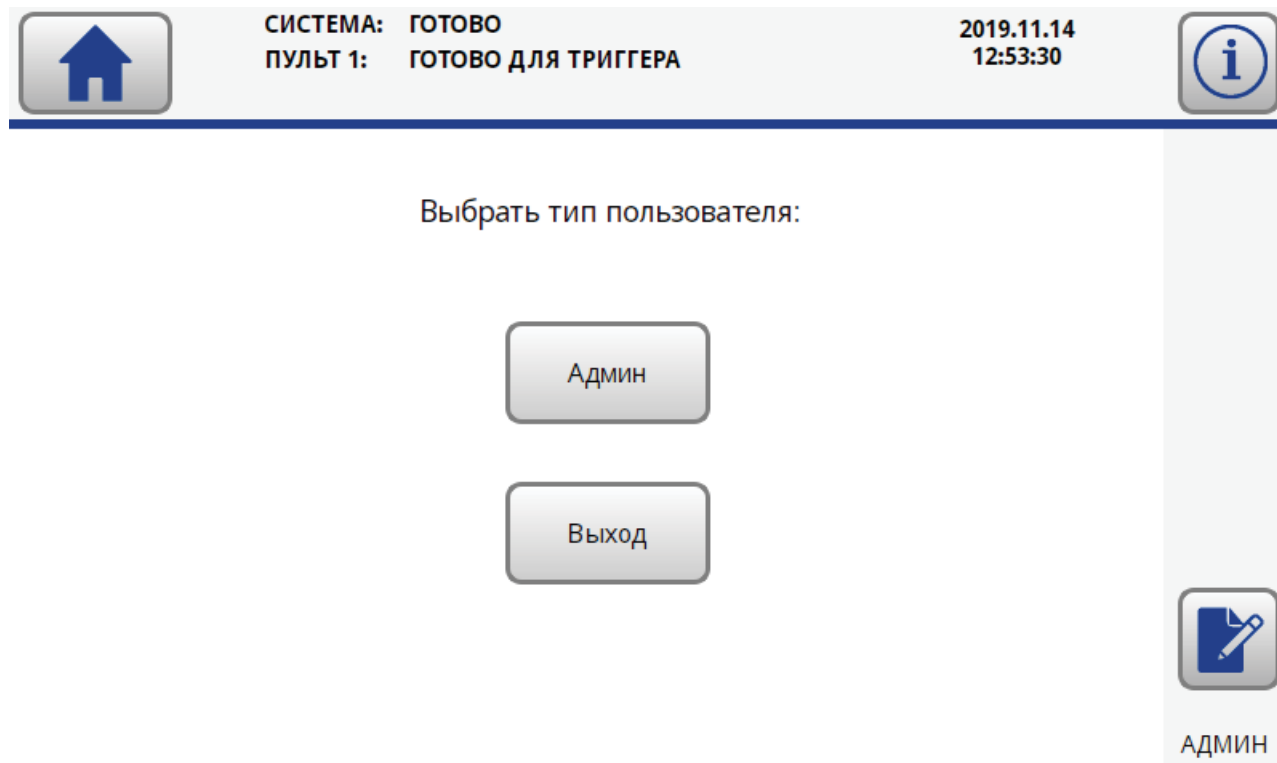 СИСТЕМА: ГОТОВО
ПУЛЬТ 1: ГОТОВО ДЛЯ ТРИГГЕРА
2019.11.14
12:53:30
i
Выбрать тип пользователя:
Админ
Выход
АДМИН